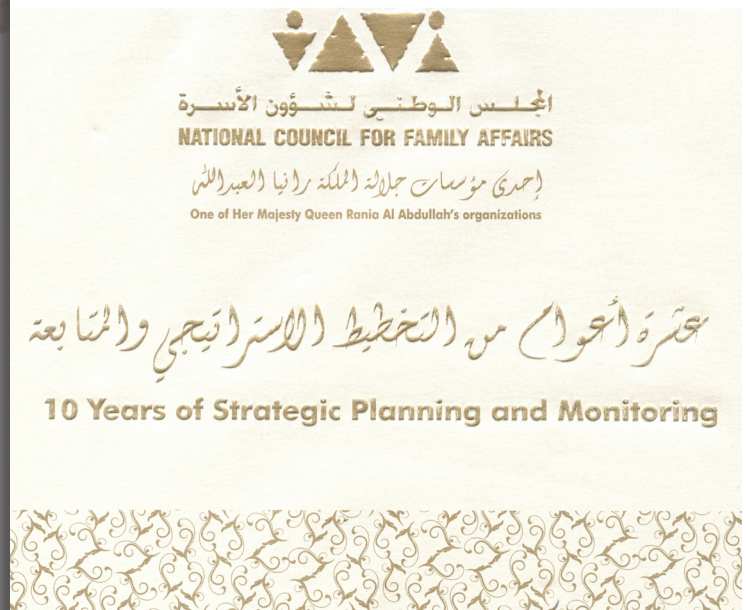 المجلس الوطني لشؤون الأسرة
NATIONAL COUNCIL FOR FAMILY AFFAIRS
إحدى مؤسسات جلالة الملكة رانيا العبدالله
One of Her Majesty Queen Rania Al Abdullah's organizations
عشرة أعوام من التخطيط الاستراتيجي والمتابعة
10 Years of Strategic Planning and Monitoring